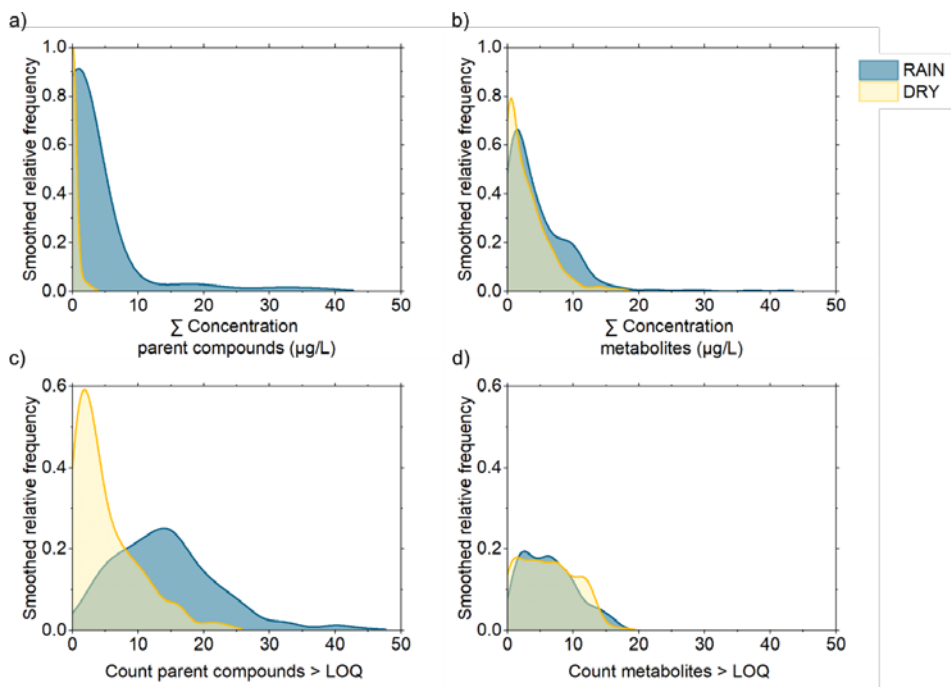 a)
1.0
0.8
0.6
0.4
0.2
0.0
Smoothed relative frequency
0 10 20 30 40 50
∑ Concentration
parent compounds (µg/L)
b)
1.0
0.8
0.6
0.4
0.2
0.0
Smoothed relative frequency
0 10 20 30 40 50
∑ Concentration
metabolites (µg/L)
RAIN
DRY
c)
0.6
0.4
0.2
0.0
Smoothed relative frequency
0 10 20 30 40 50
Count parent compounds > LOQ
d)
0.6
0.4
0.2
0.0
Smoothed relative frequency
0 10 20 30 40 50
Count metabolites > LOQ